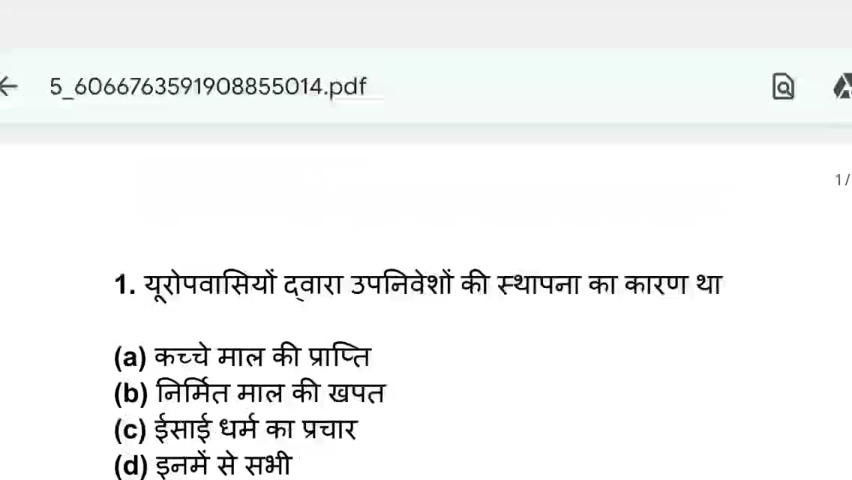 5_6066763591908855014.pdf
1/
1. यूरोपवासियों द्वारा उपनिवेशों की स्थापना का कारण था
(a) कच्चे माल की प्राप्ति
(b) निर्मित माल की खपत
(c) ईसाई धर्म का प्रचार
(d) इनमें से सभी